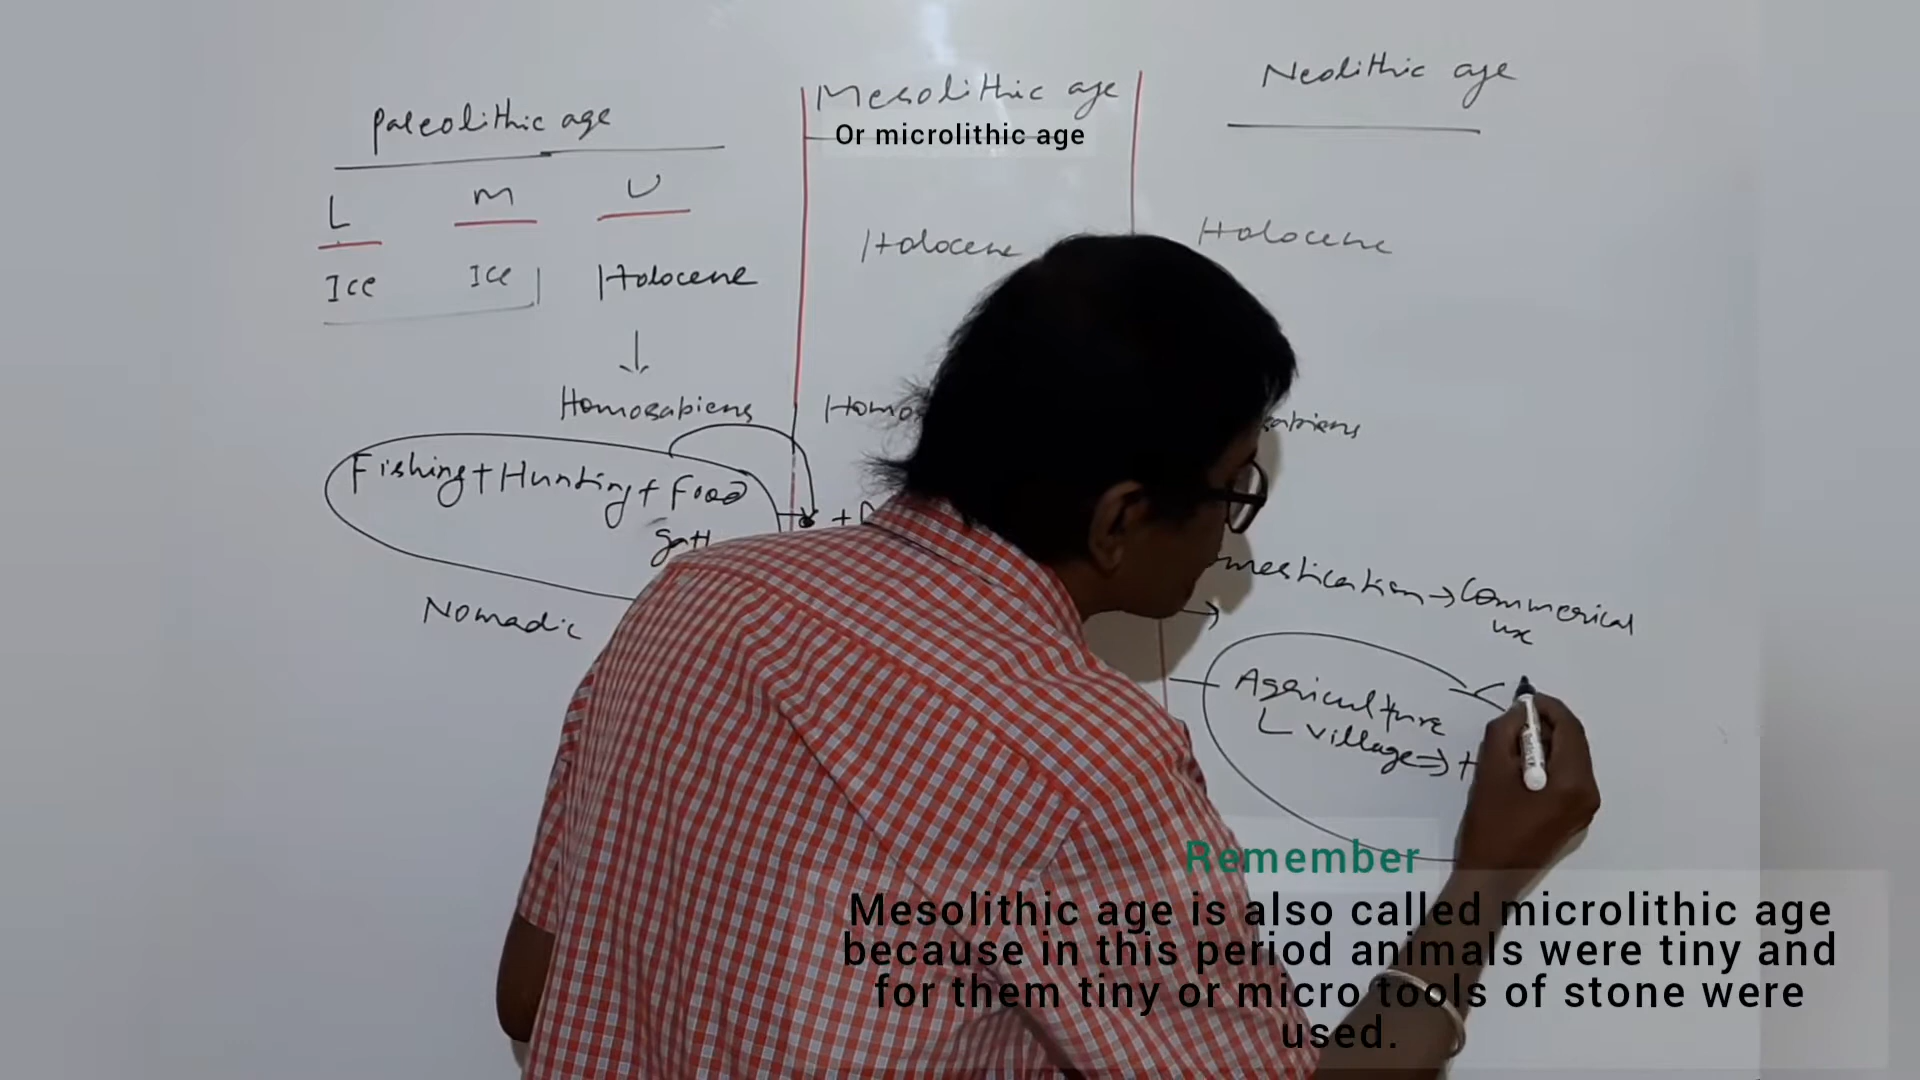 Paleolithic age
Mesolithic age
Or microlithic age
Neolithic age
L M U
Ice Ice Holocene
Holocene
Holocene
Homosabiens
Fishing + Hunting + Food
Nomadic
→ Commerical
Agriculture
L village ⇒ +
Remember
Mesolithic age is also called microlithic age
because in this period animals were tiny and
for them tiny or micro tools of stone were
used.